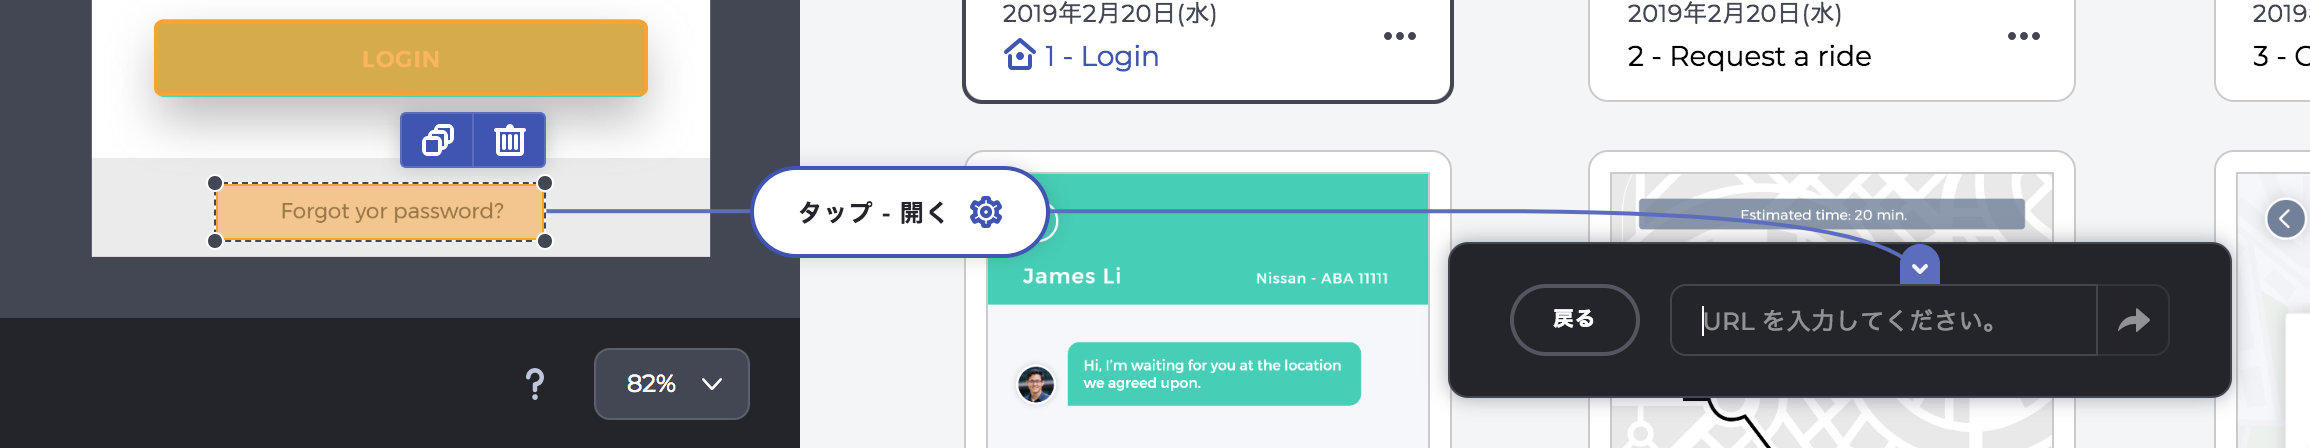 LOGIN
Forgot yor password?
?
82%
タップ - 開く
2019年2月20日(水)
1 - Login
2019年2月20日(水)
2 - Request a ride
2019
3 -
James Li
Nissan - ABA 11111
Hi, I'm waiting for you at the location
we agreed upon.
Estimated time: 20 min.
戻る
URL を入力してください。